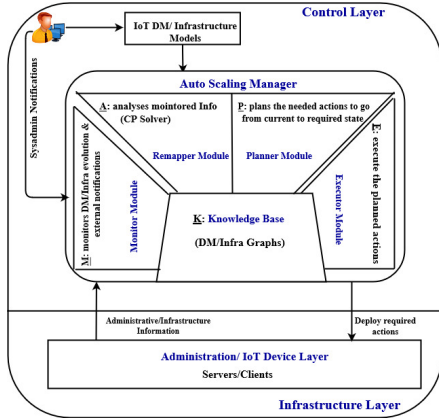 Control Layer
IoT DM/ Infrastructure
Models
Sysadmin Notifications
Auto Scaling Manager
A: analyses mointored Info
(CP Solver)
P: plans the needed actions to go
from current to required state
Remapper Module
Planner Module
M: monitors DM/Infra evolution &
external notifications
Monitor Module
K: Knowledge Base
(DM/Infra Graphs)
Executor Module
E: execute the planned actions
Administrative/Infrastructure
Information
Deploy required
actions
Administration/ IoT Device Layer
Servers/Clients
Infrastructure Layer